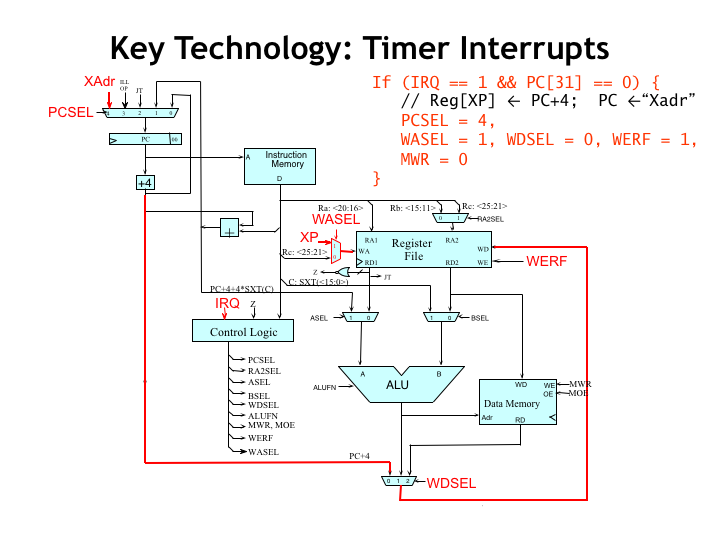 Key Technology: Timer Interrupts
If (IRQ == 1 && PC[31] == 0) {
// Reg[XP] ← PC+4; PC ←“Xadr”
PCSEL = 4,
WASEL = 1, WDSEL = 0, WERF = 1,
MWR = 0
}
XAdr
ILL
OP
JT
PCSEL
4 3 2 1 0
PC
00
+4
A
Instruction
Memory
D
Ra: <20:16>
Rb: <15:11>
Rc: <25:21>
WASEL
0 1
RA2SEL
+
XP
Rc: <25:21>
1
0
RA1
Register
File
RA2
WA
WD
RD1
RD2
WE
WERF
Z
JT
C: SXT(<15:0>)
PC+4+4*SXT(C)
IRQ
Z
Control Logic
ASEL
1 0
1 0
BSEL
PCSEL
RA2SEL
ASEL
BSEL
WDSEL
ALUFN
MWR, MOE
WERF
WASEL
A
B
ALU
ALUFN
WD
WE
MWR
OE
MOE
Data Memory
Adr
RD
PC+4
0 1 2
WDSEL